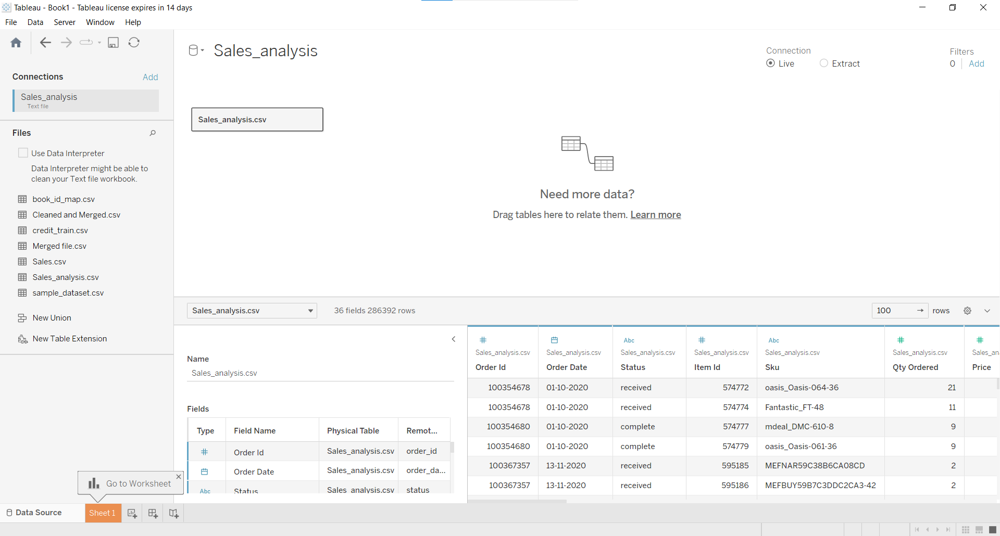 Tableau - Book1 - Tableau license expires in 14 days
File Data Server Window Help
Connections Add
Sales_analysis
Text file
Files
Use Data Interpreter
Data Interpreter might be able to
clean your Text file workbook.
book_id_map.csv
Cleaned and Merged.csv
credit_train.csv
Merged file.csv
Sales.csv
Sales_analysis.csv
sample_dataset.csv
New Union
New Table Extension
Sales_analysis
Connection
Live Extract
Filters
0 Add
Sales_analysis.csv
Need more data?
Drag tables here to relate them. Learn more
Sales_analysis.csv 36 fields 286392 rows 100 → rows
Name
Sales_analysis.csv
Fields
Type Field Name Physical Table Remot...
Order Id Sales_analysis.csv order_id
Order Date Sales_analysis.csv order_da...
Abc Status Sales_analysis.csv status
# Abc # Abc # #
Sales_analysis.csv Sales_analysis.csv Sales_analysis.csv Sales_analysis.csv Sales_analysis.csv Sales_analysis.csv Sales_an
Order Id Order Date Status Item Id Sku Qty Ordered Price
100354678 01-10-2020 received 574772 oasis_Oasis-064-36 21
100354678 01-10-2020 received 574774 Fantastic_FT-48 11
100354680 01-10-2020 complete 574777 mdeal_DMC-610-8 9
100354680 01-10-2020 complete 574779 oasis_Oasis-061-36 9
100367357 13-11-2020 received 595185 MEFNAR59C38B6CA08CD 2
100367357 13-11-2020 received 595186 MEFBUY59B7C3DDC2CA3-42 2
Go to Worksheet
Data Source Sheet 1